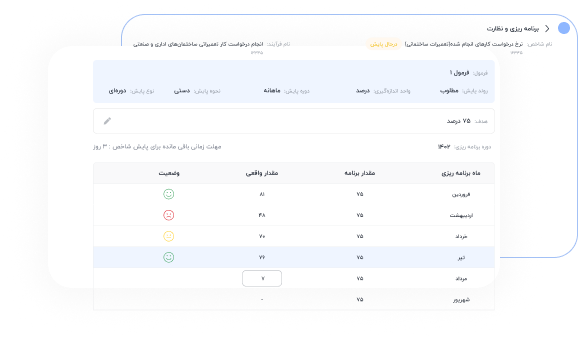 برنامه ریزی و نظارت
نام شاخص: نرخ درخواست کارهای انجام شده(تعمیرات ساختمانی) درحال پایش نام فرآیند: انجام درخواست کار تعمیراتی ساختمان‌های اداری و صنعتی
فرمول: فرمول ۱
روند پایش: مطلوب واحد اندازه‌گیری: درصد دوره پایش: ماهانه نحوه پایش: دستی نوع پایش: دوره‌ای
هدف: ۷۵ درصد
دوره برنامه ریزی: ۱۴۰۲ مهلت زمانی باقی مانده برای پایش شاخص : ۳ روز
ماه برنامه ریزی مقدار برنامه مقدار واقعی وضعیت
فروردین ۷۵ ۸۱
اردیبهشت ۷۵ ۴۸
خرداد ۷۵ ۷۰
تیر ۷۵ ۷۶
مرداد ۷۵ ۷
شهریور ۷۵ -